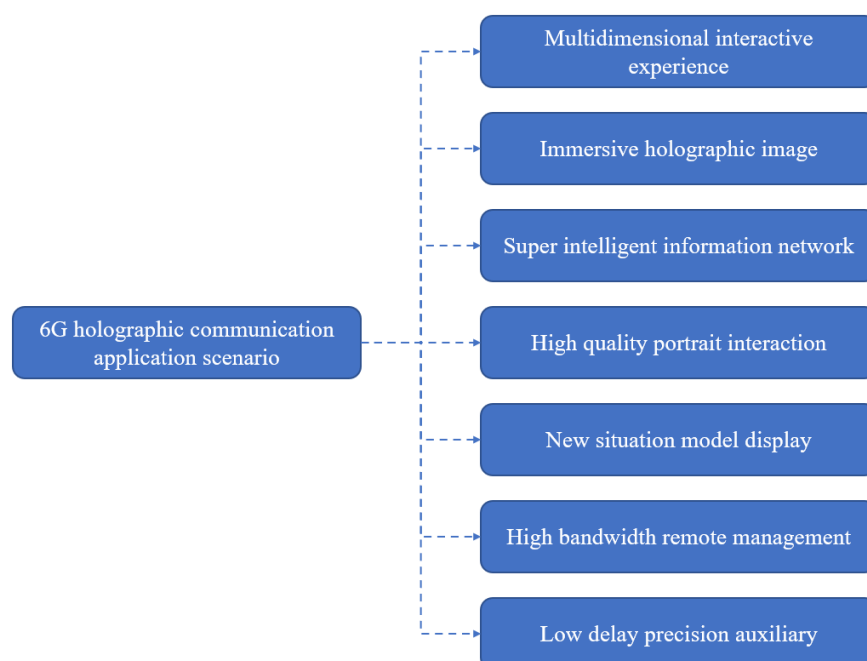 Multidimensional interactive
experience
Immersive holographic image
Super intelligent information network
6G holographic communication
application scenario
High quality portrait interaction
New situation model display
High bandwidth remote management
Low delay precision auxiliary